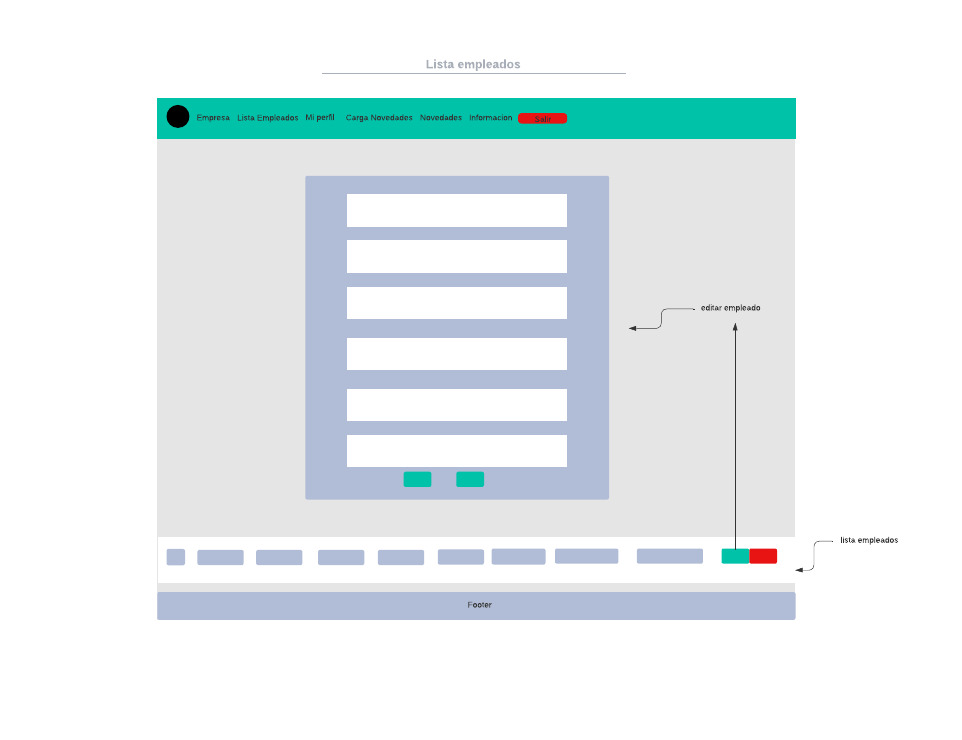 Lista empleados
Empresa Lista Empleados Mi perfil Carga Novedades Novedades Informacion Salir
editar empleado
lista empleados
Footer